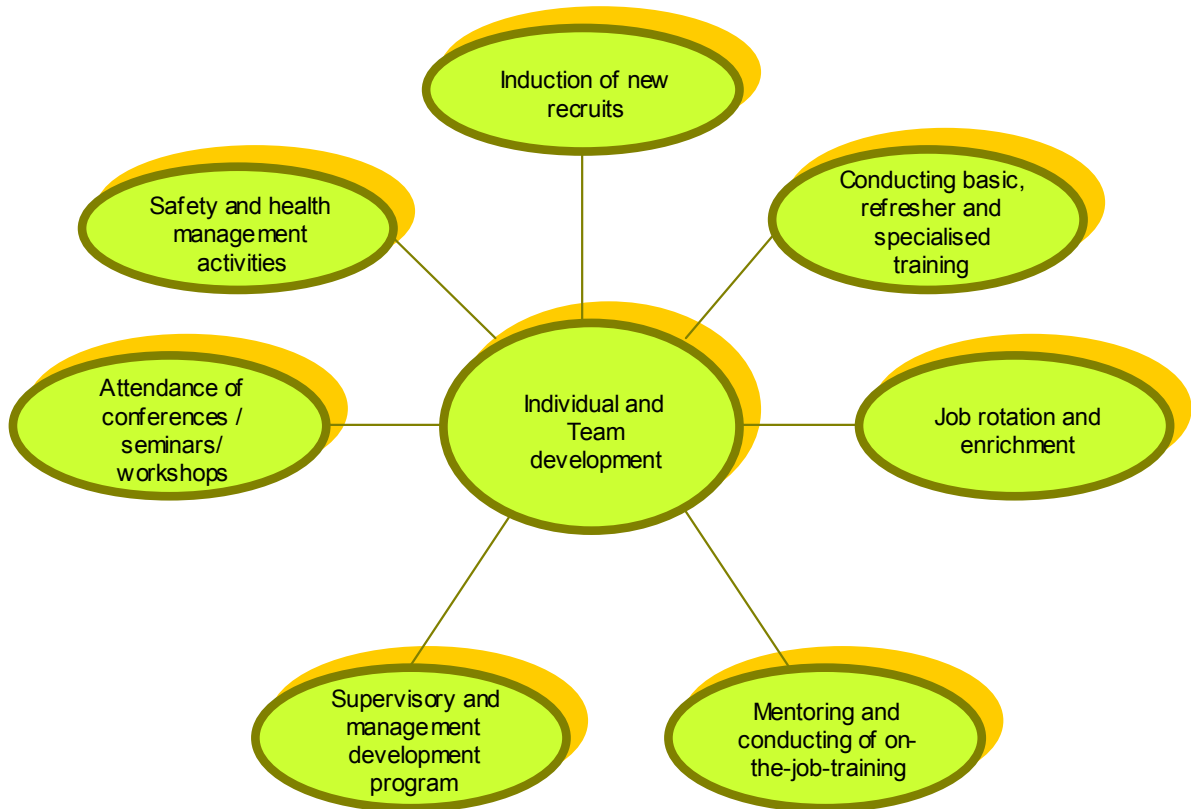 Induction of new
recruits
Conducting basic,
refresher and
specialised
training
Safety and health
management
activities
Attendance of
conferences /
seminars/
workshops
Individual and
Team
development
Job rotation and
enrichment
Supervisory and
management
development
program
Mentoring and
conducting of on-
the-job-training